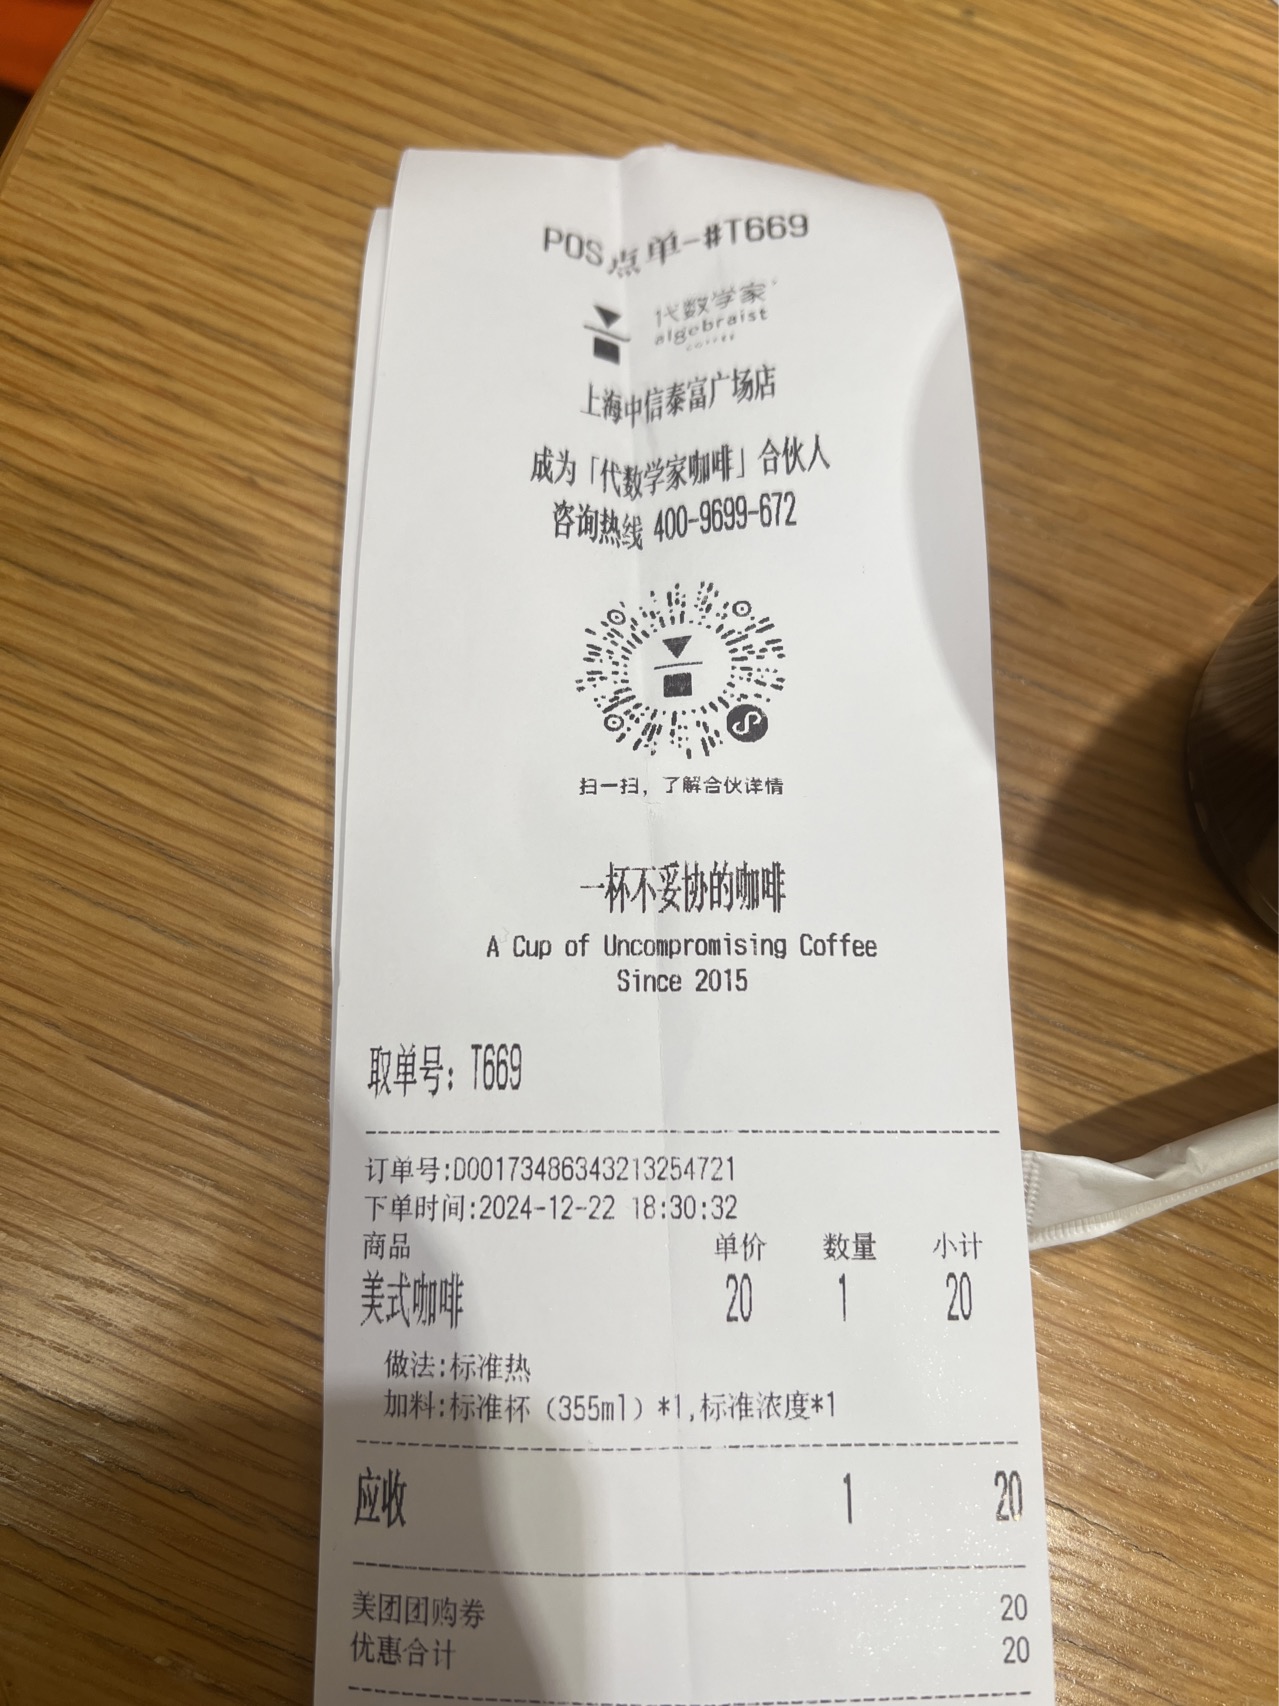 POS点单-#T669
代数学家
algebraist
COFFEE
上海中信泰富广场店
成为「代数学家咖啡」合伙人
咨询热线 400-9699-672
扫一扫，了解合伙详情
一杯不妥协的咖啡
A Cup of Uncompromising Coffee
Since 2015
取单号: T669
订单号:D00173486343213254721
下单时间:2024-12-22 18:30:32
商品 单价 数量 小计
美式咖啡 20 1 20
做法:标准热
加料:标准杯（355ml）*1,标准浓度*1
应收 1 20
美团团购券 20
优惠合计 20